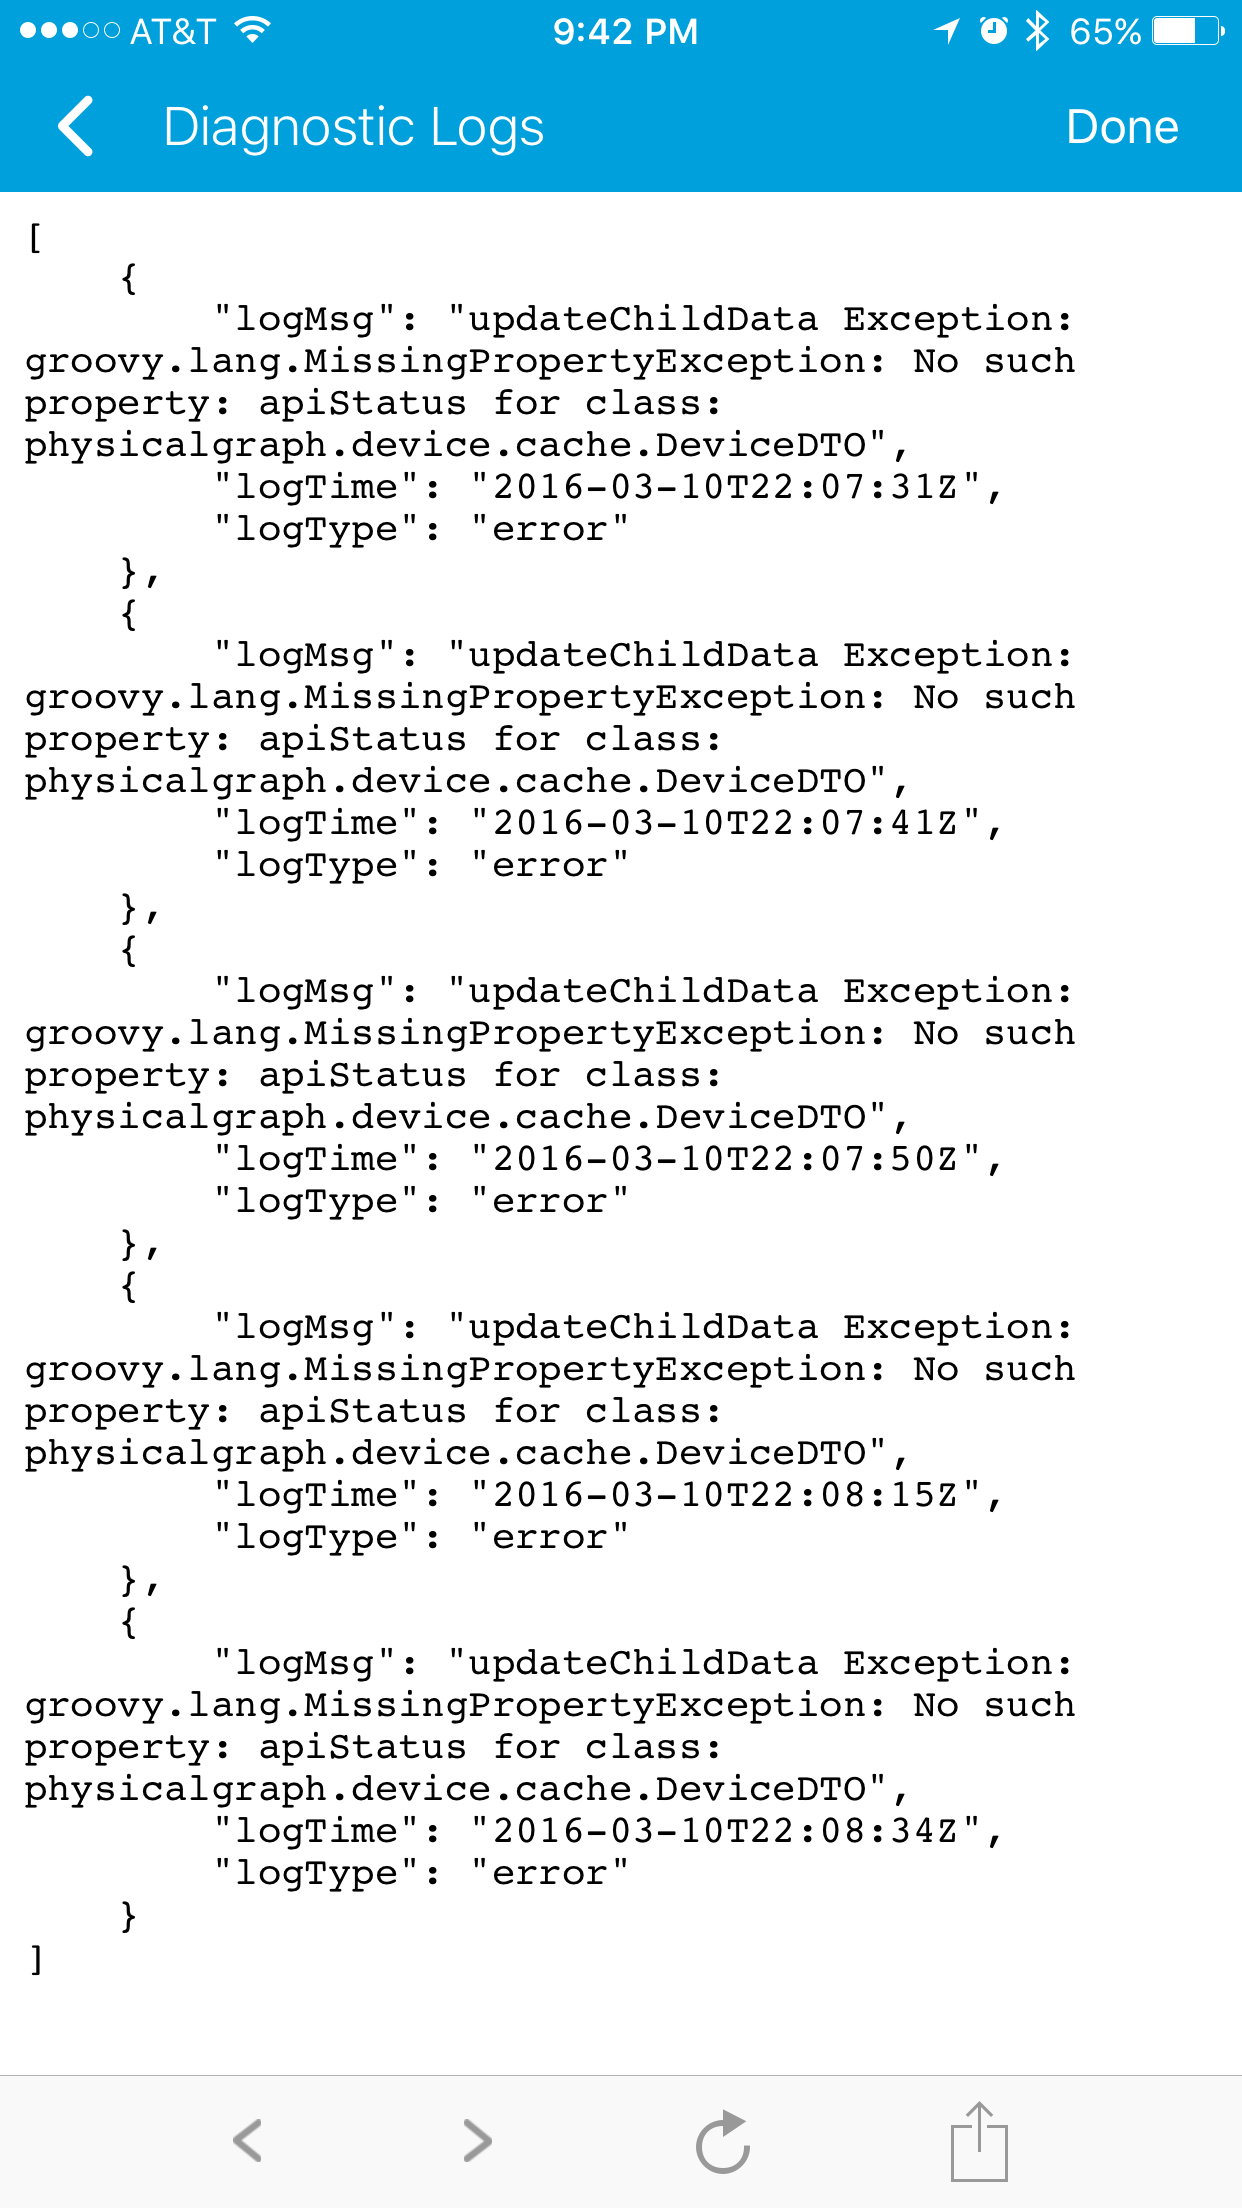 AT&T 9:42 PM 65%
Diagnostic Logs Done
[
    {
        "logMsg": "updateChildData Exception:
groovy.lang.MissingPropertyException: No such
property: apiStatus for class:
physicalgraph.device.cache.DeviceDTO",
        "logTime": "2016-03-10T22:07:31Z",
        "logType": "error"
    },
    {
        "logMsg": "updateChildData Exception:
groovy.lang.MissingPropertyException: No such
property: apiStatus for class:
physicalgraph.device.cache.DeviceDTO",
        "logTime": "2016-03-10T22:07:41Z",
        "logType": "error"
    },
    {
        "logMsg": "updateChildData Exception:
groovy.lang.MissingPropertyException: No such
property: apiStatus for class:
physicalgraph.device.cache.DeviceDTO",
        "logTime": "2016-03-10T22:07:50Z",
        "logType": "error"
    },
    {
        "logMsg": "updateChildData Exception:
groovy.lang.MissingPropertyException: No such
property: apiStatus for class:
physicalgraph.device.cache.DeviceDTO",
        "logTime": "2016-03-10T22:08:15Z",
        "logType": "error"
    },
    {
        "logMsg": "updateChildData Exception:
groovy.lang.MissingPropertyException: No such
property: apiStatus for class:
physicalgraph.device.cache.DeviceDTO",
        "logTime": "2016-03-10T22:08:34Z",
        "logType": "error"
    }
]